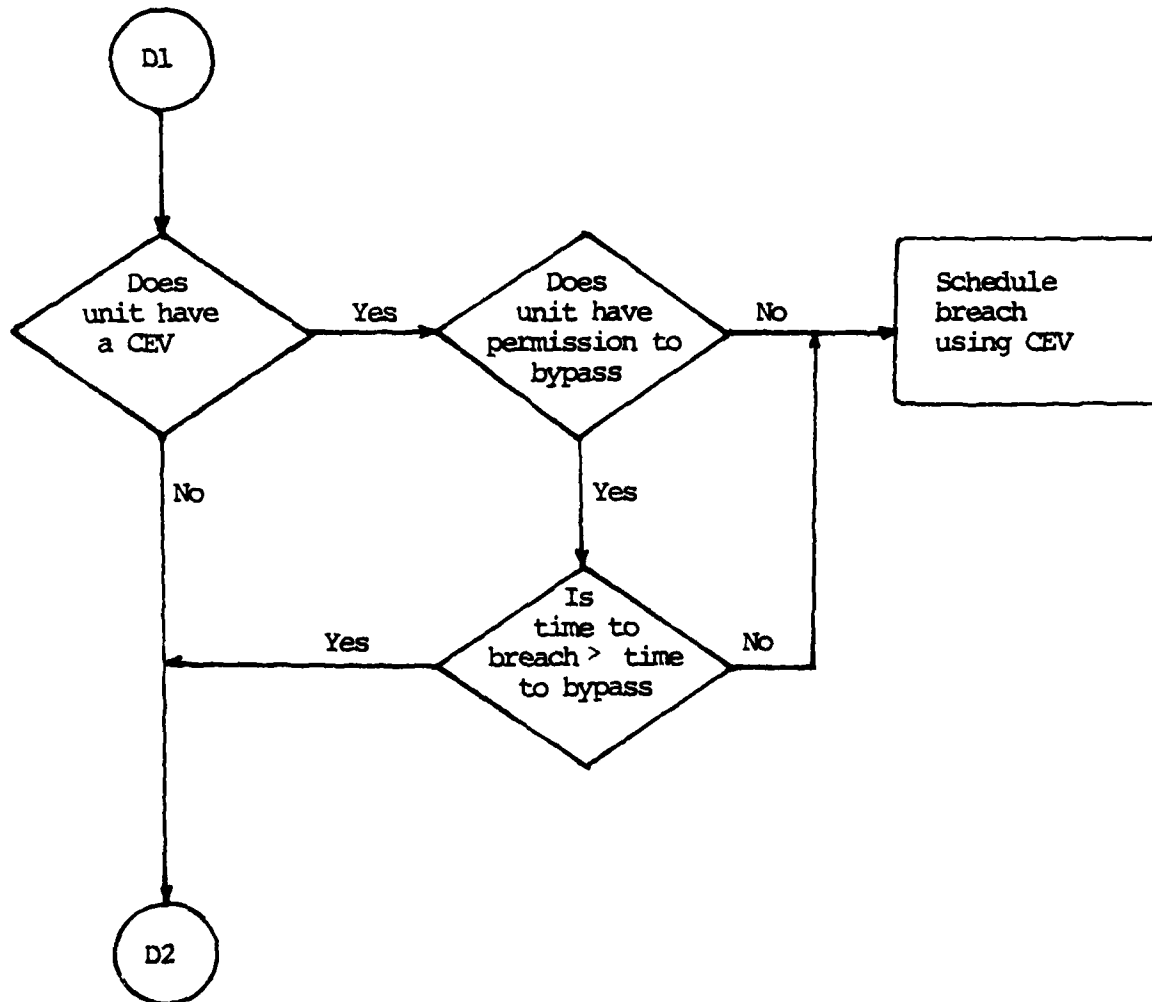 D1
Does
unit have
a CEV
Yes
No
Does
unit have
permission to
bypass
No
Yes
Schedule
breach
using CEV
Is
time to
breach > time
to bypass
Yes
No
D2